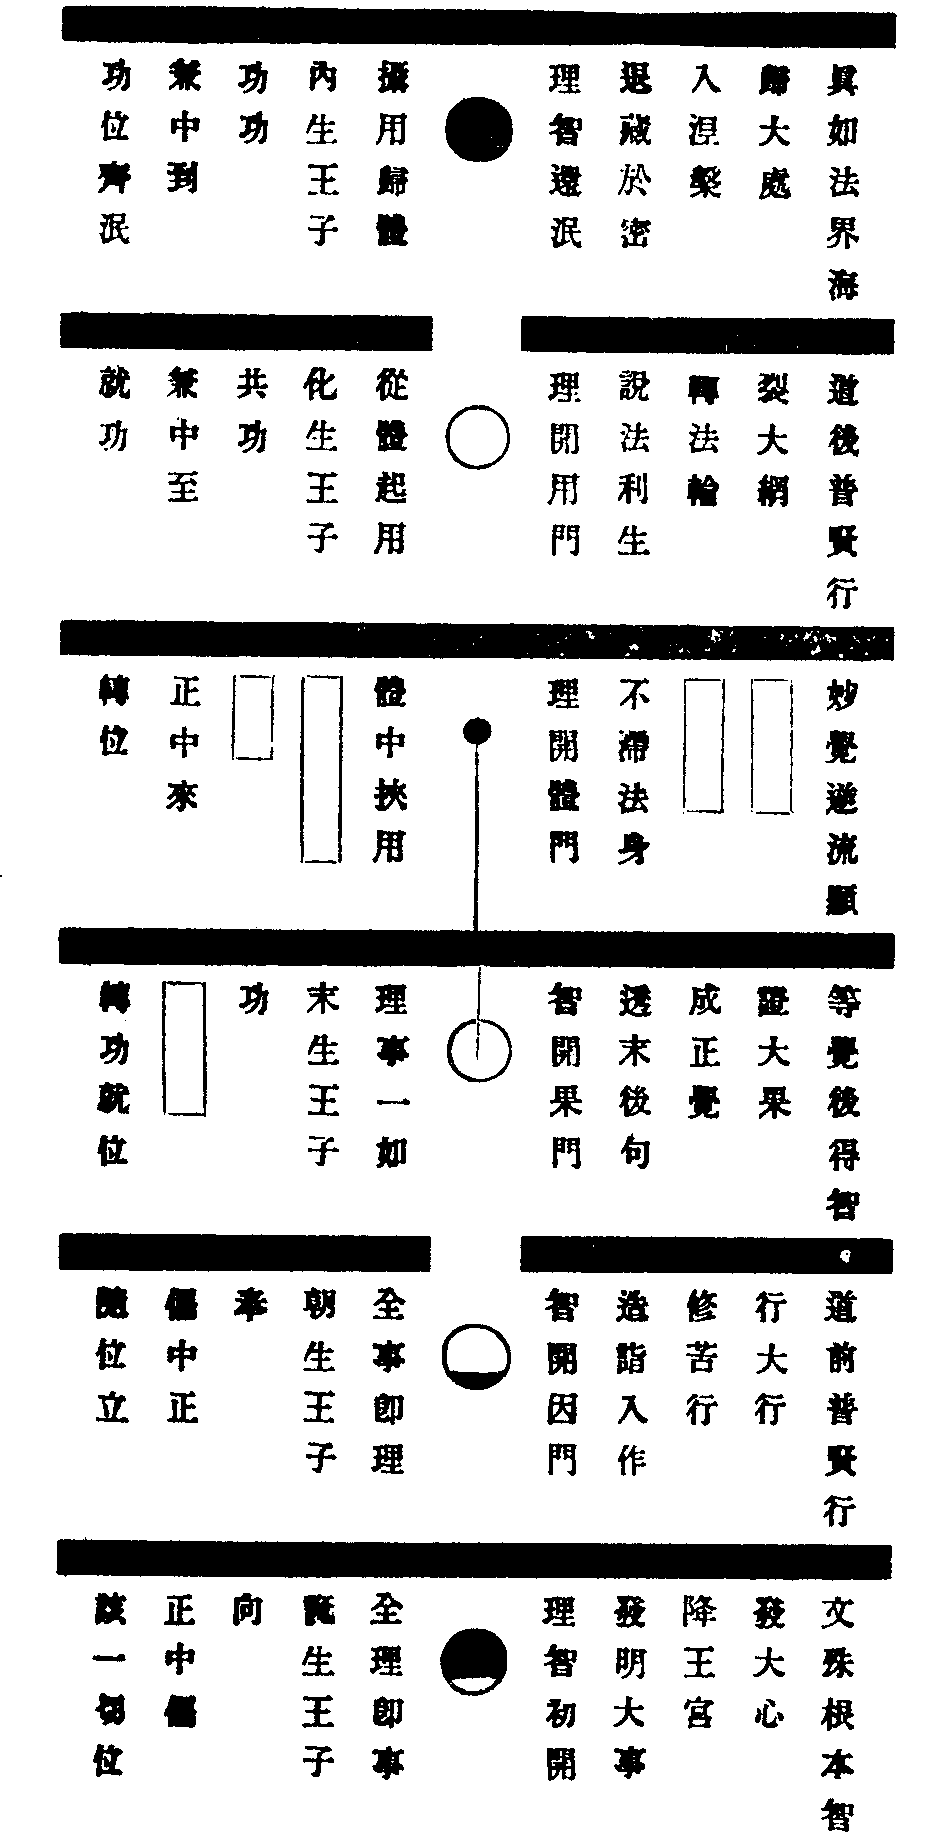 眞如法界海
歸大處
入涅槃
退藏於密
理智還泯
攝用歸體
內生王子
功功
兼中到
功位齊泯
道後普賢行
裂大網
轉法輪
說法利生
理開用門
從體起用
化生王子
共功
兼中至
就功
妙覺逆流顯
不滯法身
理開體門
體中挾用
正中來
轉位
等覺後得智
證大果
成正覺
透末後句
智開果門
理事一如
末生王子
功
轉功就位
道前普賢行
行大行
修苦行
造詣入作
智開因門
全事卽理
朝生王子
奉
偏中正
隨位立
文殊根本智
發大心
降王宮
發明大事
理智初開
全理卽事
誕生王子
向
正中偏
該一切位